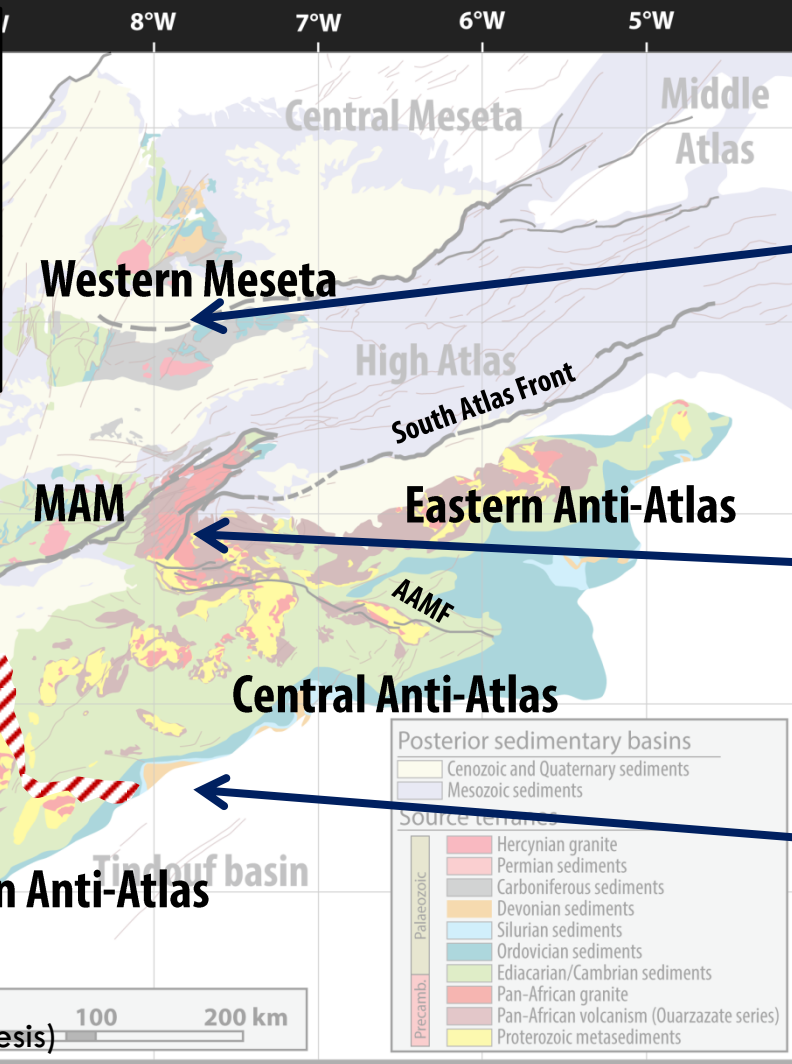 8°W 7°W 6°W 5°W
Central Meseta
Middle
Atlas
Western Meseta
High Atlas
South Atlas Front
MAM
Eastern Anti-Atlas
AAMF
Central Anti-Atlas
Tindouf basin
n Anti-Atlas
Posterior sedimentary basins
Cenozoic and Quaternary sediments
Mesozoic sediments
Source terranes
Palaeozoic
Hercynian granite
Permian sediments
Carboniferous sediments
Devonian sediments
Silurian sediments
Ordovician sediments
Ediacarian/Cambrian sediments
Precamb.
Pan-African granite
Pan-African volcanism (Ouarzazate series)
Proterozoic metasediments
100 200 km
esis)